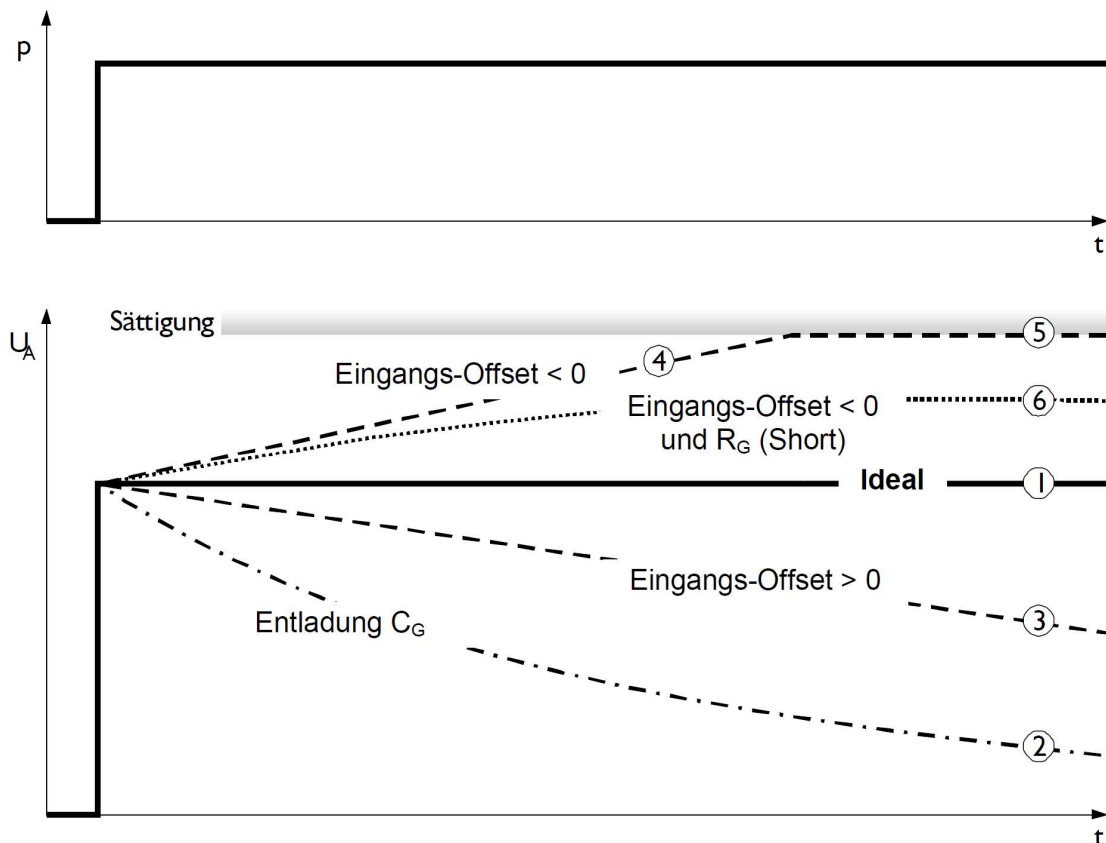 p
t
Sättigung
U_A
Eingangs-Offset < 0
4
5
Eingangs-Offset < 0
und R_G (Short)
6
Ideal
1
Eingangs-Offset > 0
3
Entladung C_G
2
t